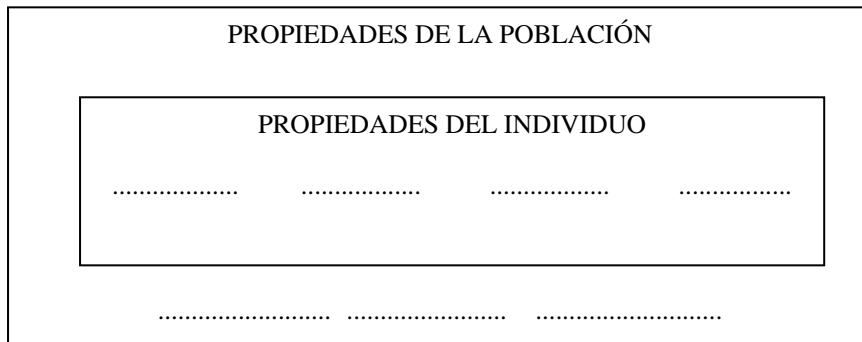 PROPIEDADES DE LA POBLACIÓN
PROPIEDADES DEL INDIVIDUO
................... .................. .................. .................
.......................... ........................ ............................